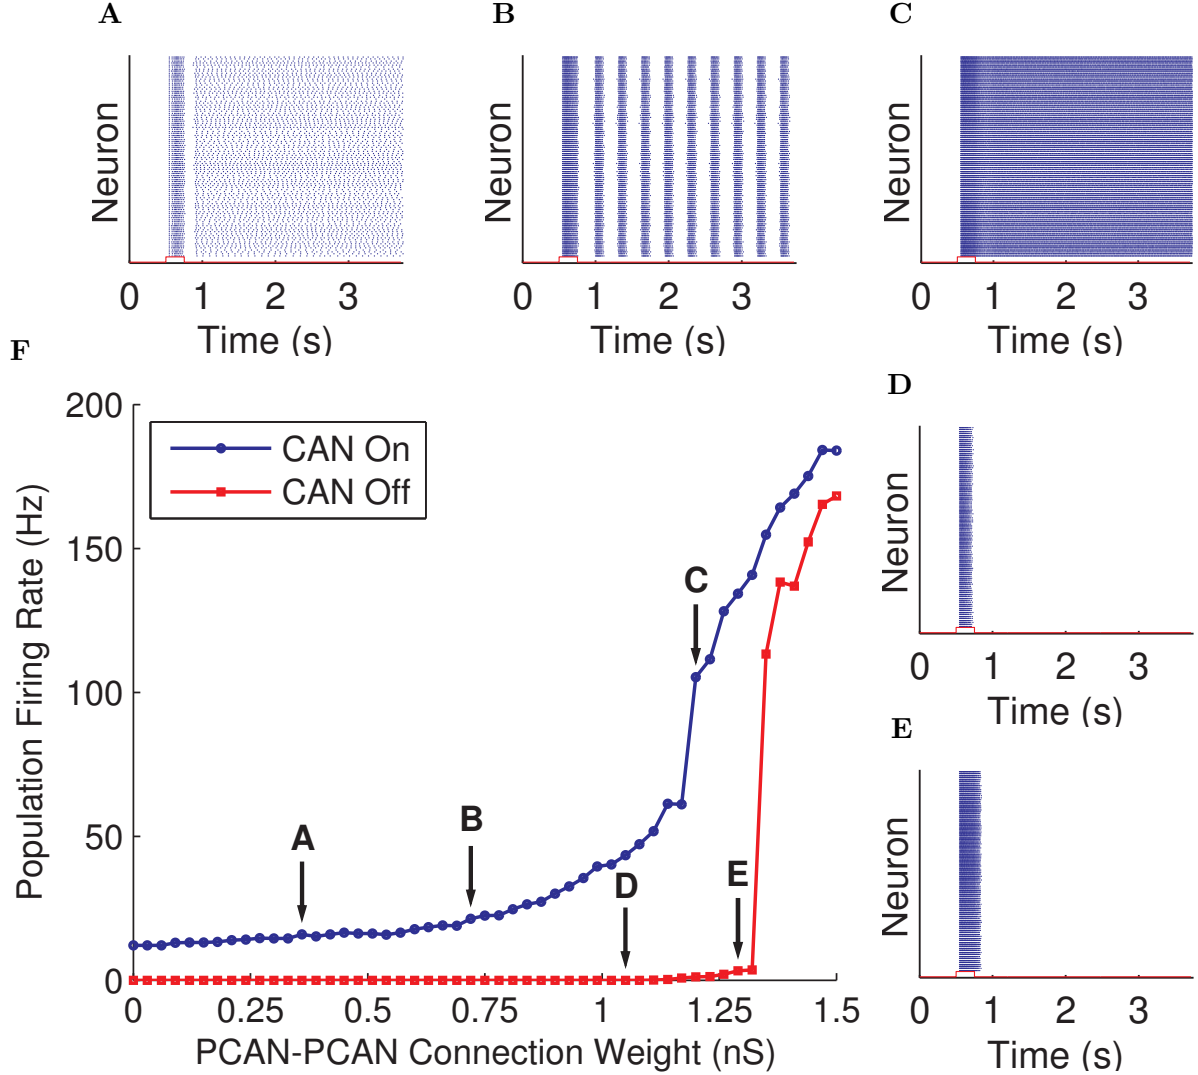 A
B
C
Neuron
Neuron
Neuron
0 1 2 3
0 1 2 3
0 1 2 3
Time (s)
Time (s)
Time (s)
F
D
200
150
100
50
0
CAN On
CAN Off
Population Firing Rate (Hz)
A
B
C
D
E
0 0.25 0.5 0.75 1 1.25 1.5
PCAN-PCAN Connection Weight (nS)
Neuron
0 1 2 3
Time (s)
E
Neuron
0 1 2 3
Time (s)